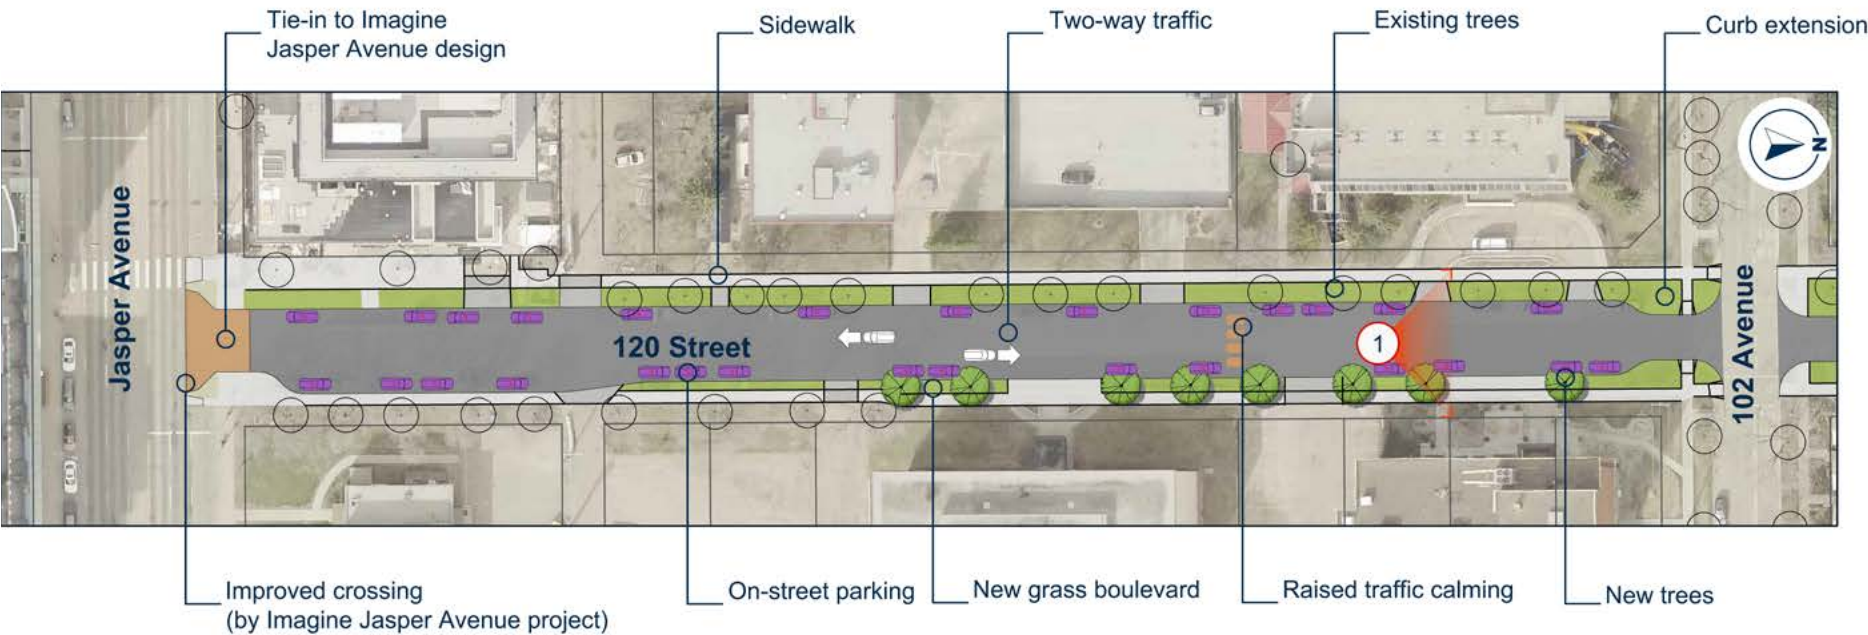 Tie-in to Imagine
Jasper Avenue design
Sidewalk
Two-way traffic
Existing trees
Curb extension
N
Jasper Avenue
120 Street
1
102 Avenue
Improved crossing
(by Imagine Jasper Avenue project)
On-street parking
New grass boulevard
Raised traffic calming
New trees